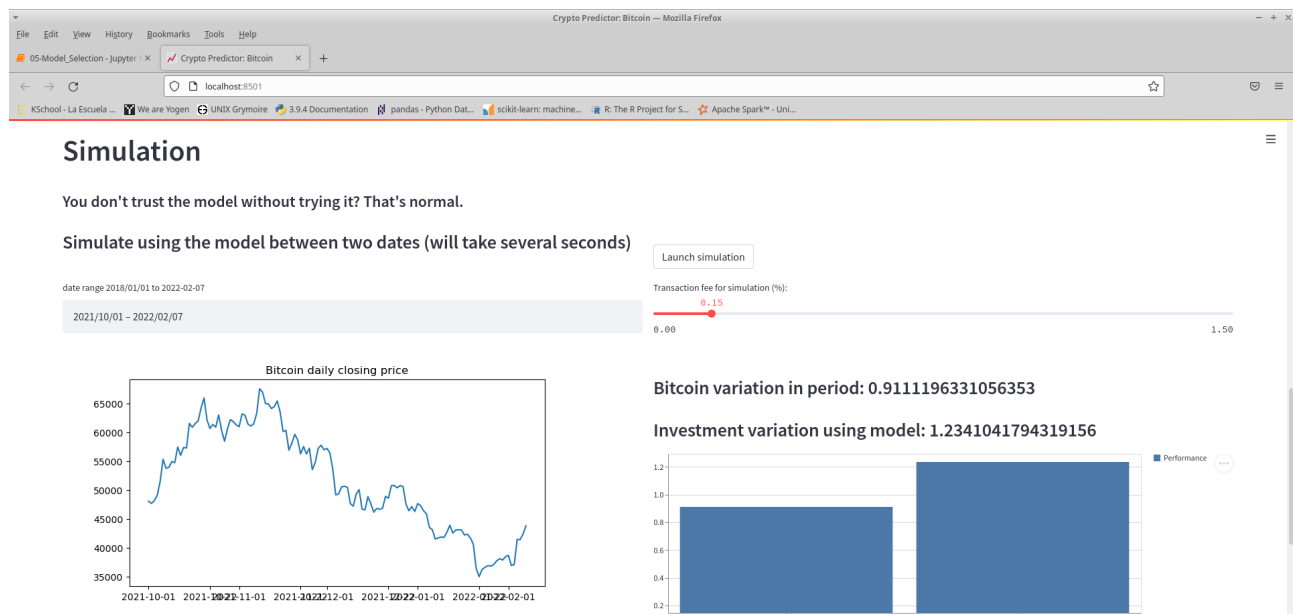 Crypto Predictor: Bitcoin — Mozilla Firefox
File Edit View History Bookmarks Tools Help
05-Model_Selection - Jupyter Crypto Predictor: Bitcoin
localhost:8501
KSchool - La Escuela ... We are Yogen UNIX Grymoire 3.9.4 Documentation pandas - Python Dat... scikit-learn: machine... R: The R Project for S... Apache Spark™ - Uni...
Simulation
You don't trust the model without trying it? That's normal.
Simulate using the model between two dates (will take several seconds)
Launch simulation
date range 2018/01/01 to 2022-02-07
Transaction fee for simulation (%):
0.15
2021/10/01 – 2022/02/07
0.00 1.50
Bitcoin daily closing price
65000
60000
55000
50000
45000
40000
35000
2021-10-01 2021-11-01 2022-01-01
Bitcoin variation in period: 0.9111196331056353
Investment variation using model: 1.2341041794319156
Performance
1.2
1.0
0.8
0.6
0.4
0.2